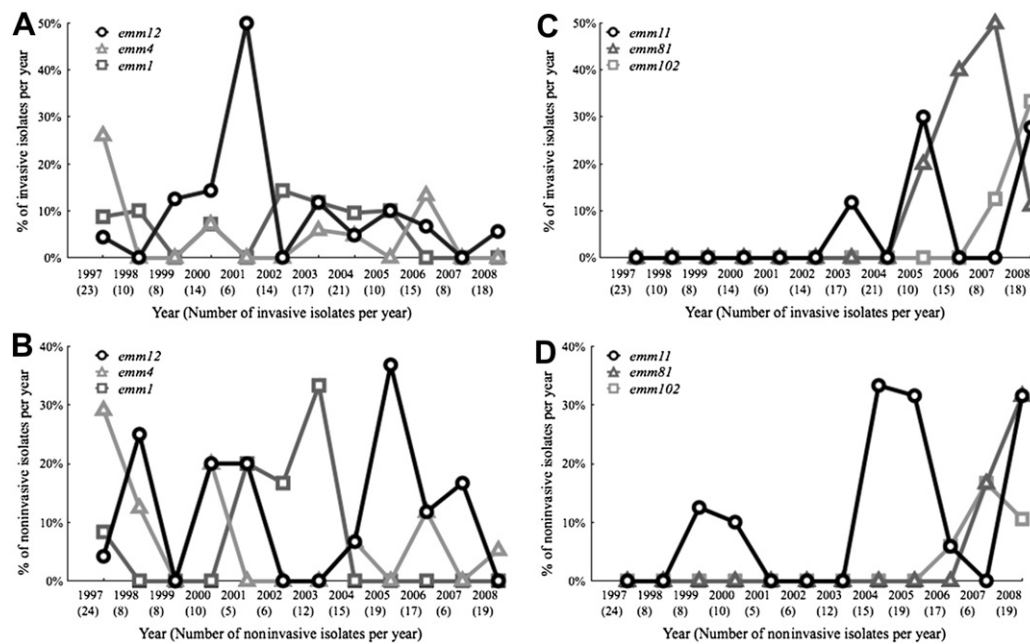 A
50%
40%
30%
20%
10%
0%
% of invasive isolates per year
emm12
emm4
emm1
1997 1998 1999 2000 2001 2002 2003 2004 2005 2006 2007 2008
(23) (10) (8) (14) (6) (14) (17) (21) (10) (15) (8) (18)
Year (Number of invasive isolates per year)
C
50%
40%
30%
20%
10%
0%
% of invasive isolates per year
emm11
emm81
emm102
1997 1998 1999 2000 2001 2002 2003 2004 2005 2006 2007 2008
(23) (10) (8) (14) (6) (14) (17) (21) (10) (15) (8) (18)
Year (Number of invasive isolates per year)
B
40%
30%
20%
10%
0%
% of noninvasive isolates per year
emm12
emm4
emm1
1997 1998 1999 2000 2001 2002 2003 2004 2005 2006 2007 2008
(24) (8) (8) (10) (5) (6) (12) (15) (19) (17) (6) (19)
Year (Number of noninvasive isolates per year)
D
40%
30%
20%
10%
0%
% of noninvasive isolates per year
emm11
emm81
emm102
1997 1998 1999 2000 2001 2002 2003 2004 2005 2006 2007 2008
(24) (8) (8) (10) (5) (6) (12) (15) (19) (17) (6) (19)
Year (Number of noninvasive isolates per year)